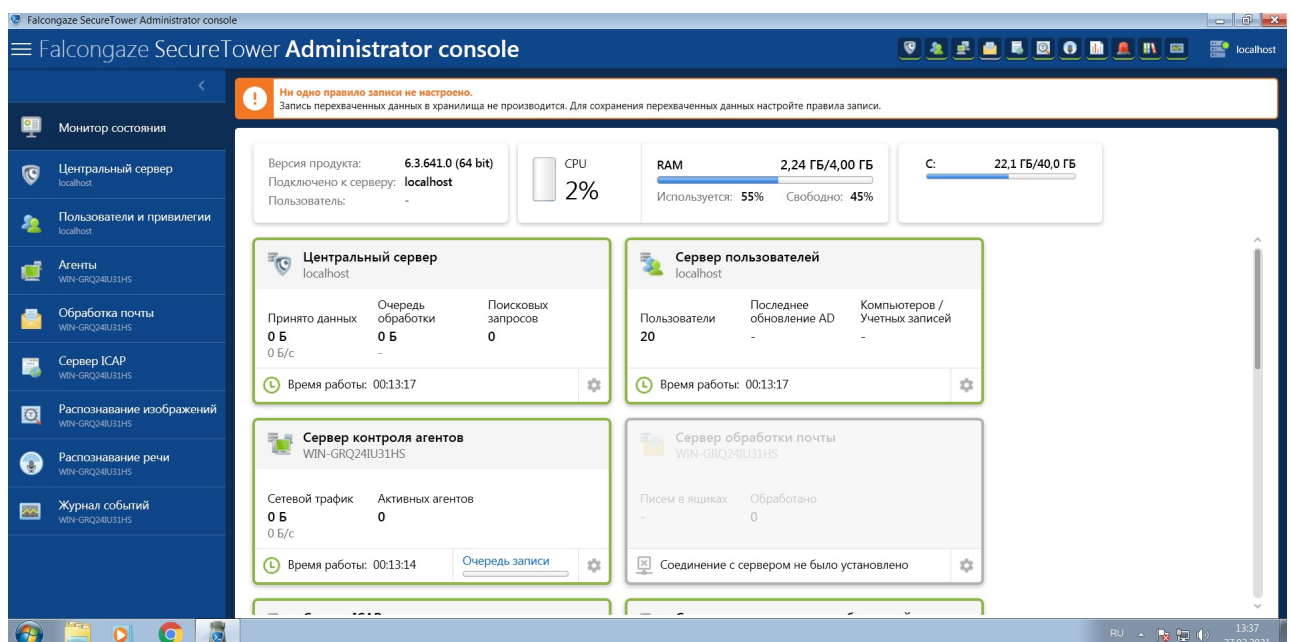 Falcongaze SecureTower Administrator console
Falcongaze SecureTower Administrator console
localhost
Ни одно правило записи не настроено.
Запись перехваченных данных в хранилища не производится. Для сохранения перехваченных данных настройте правила записи.
Монитор состояния
Центральный сервер
localhost
Пользователи и привилегии
localhost
Агенты
WIN-GRQ24IU31HS
Обработка почты
WIN-GRQ24IU31HS
Сервер ICAP
WIN-GRQ24IU31HS
Распознавание изображений
WIN-GRQ24IU31HS
Распознавание речи
WIN-GRQ24IU31HS
Журнал событий
WIN-GRQ24IU31HS
Версия продукта: 6.3.641.0 (64 bit)
Подключено к серверу: localhost
Пользователь: -
CPU
2%
RAM 2,24 ГБ/4,00 ГБ
Используется: 55% Свободно: 45%
C: 22,1 ГБ/40,0 ГБ
Центральный сервер
localhost
Принято данных
0 Б
0 Б/с
Очередь обработки
0 Б
-
Поисковых запросов
0
Время работы: 00:13:17
Сервер пользователей
localhost
Пользователи
20
Последнее обновление AD
-
Компьютеров / Учетных записей
-
Время работы: 00:13:17
Сервер контроля агентов
WIN-GRQ24IU31HS
Сетевой трафик
0 Б
0 Б/с
Активных агентов
0
Время работы: 00:13:14
Очередь записи
Сервер обработки почты
WIN-GRQ24IU31HS
Писем в ящиках
-
Обработано
0
Соединение с сервером не было установлено
RU
13:37